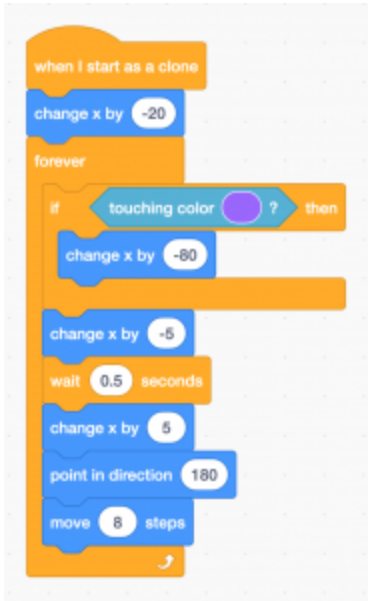 when I start as a clone
change x by -20
forever
if touching color ? then
change x by -80
change x by -5
wait 0.5 seconds
change x by 5
point in direction 180
move 8 steps